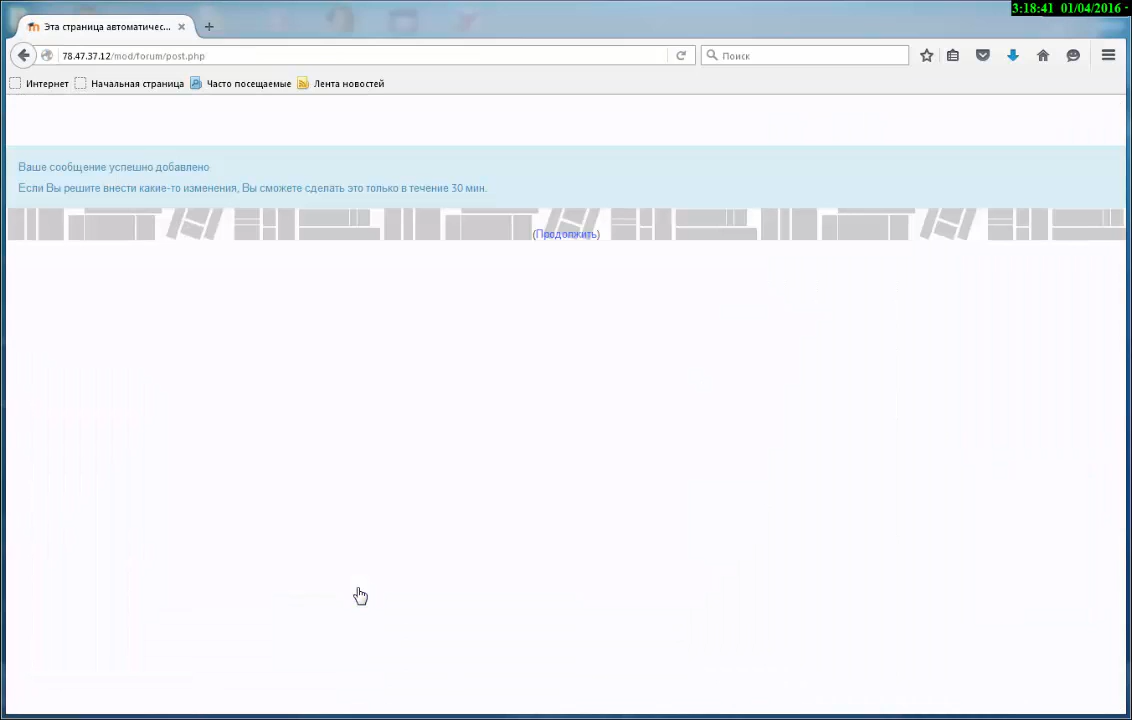 3:18:41 01/04/2016 -
Эта страница автоматичес...
78.47.37.12/mod/forum/post.php
Поиск
Интернет
Начальная страница
Часто посещаемые
Лента новостей
Ваше сообщение успешно добавлено
Если Вы решите внести какие-то изменения, Вы сможете сделать это только в течение 30 мин.
(Продолжить)